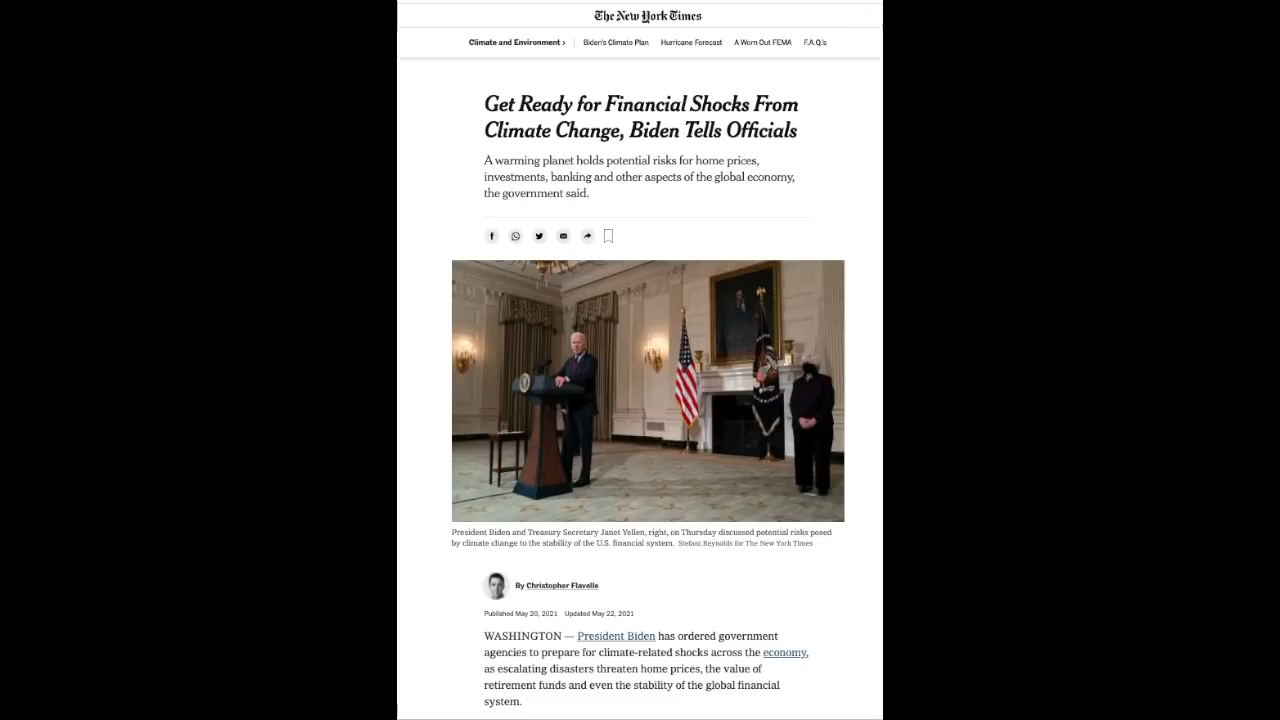 The New York Times
Climate and Environment › Biden's Climate Plan Hurricane Forecast A Worn Out FEMA F.A.Q.'s
Get Ready for Financial Shocks From
Climate Change, Biden Tells Officials
A warming planet holds potential risks for home prices,
investments, banking and other aspects of the global economy,
the government said.
President Biden and Treasury Secretary Janet Yellen, right, on Thursday discussed potential risks posed
by climate change to the stability of the U.S. financial system. Stefani Reynolds for The New York Times
By Christopher Flavelle
Published May 20, 2021 Updated May 22, 2021
WASHINGTON — President Biden has ordered government
agencies to prepare for climate-related shocks across the economy,
as escalating disasters threaten home prices, the value of
retirement funds and even the stability of the global financial
system.